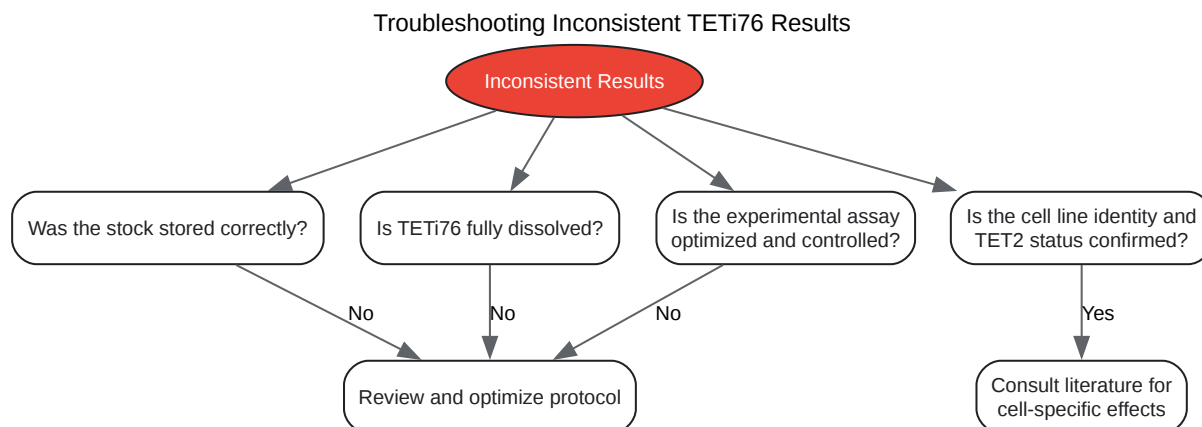 Troubleshooting Inconsistent TETi76 Results
Inconsistent Results
Was the stock stored correctly?
Is TETi76 fully dissolved?
Is the experimental assay
optimized and controlled?
Is the cell line identity and
TET2 status confirmed?
No
No
No
Yes
Review and optimize protocol
Consult literature for
cell-specific effects